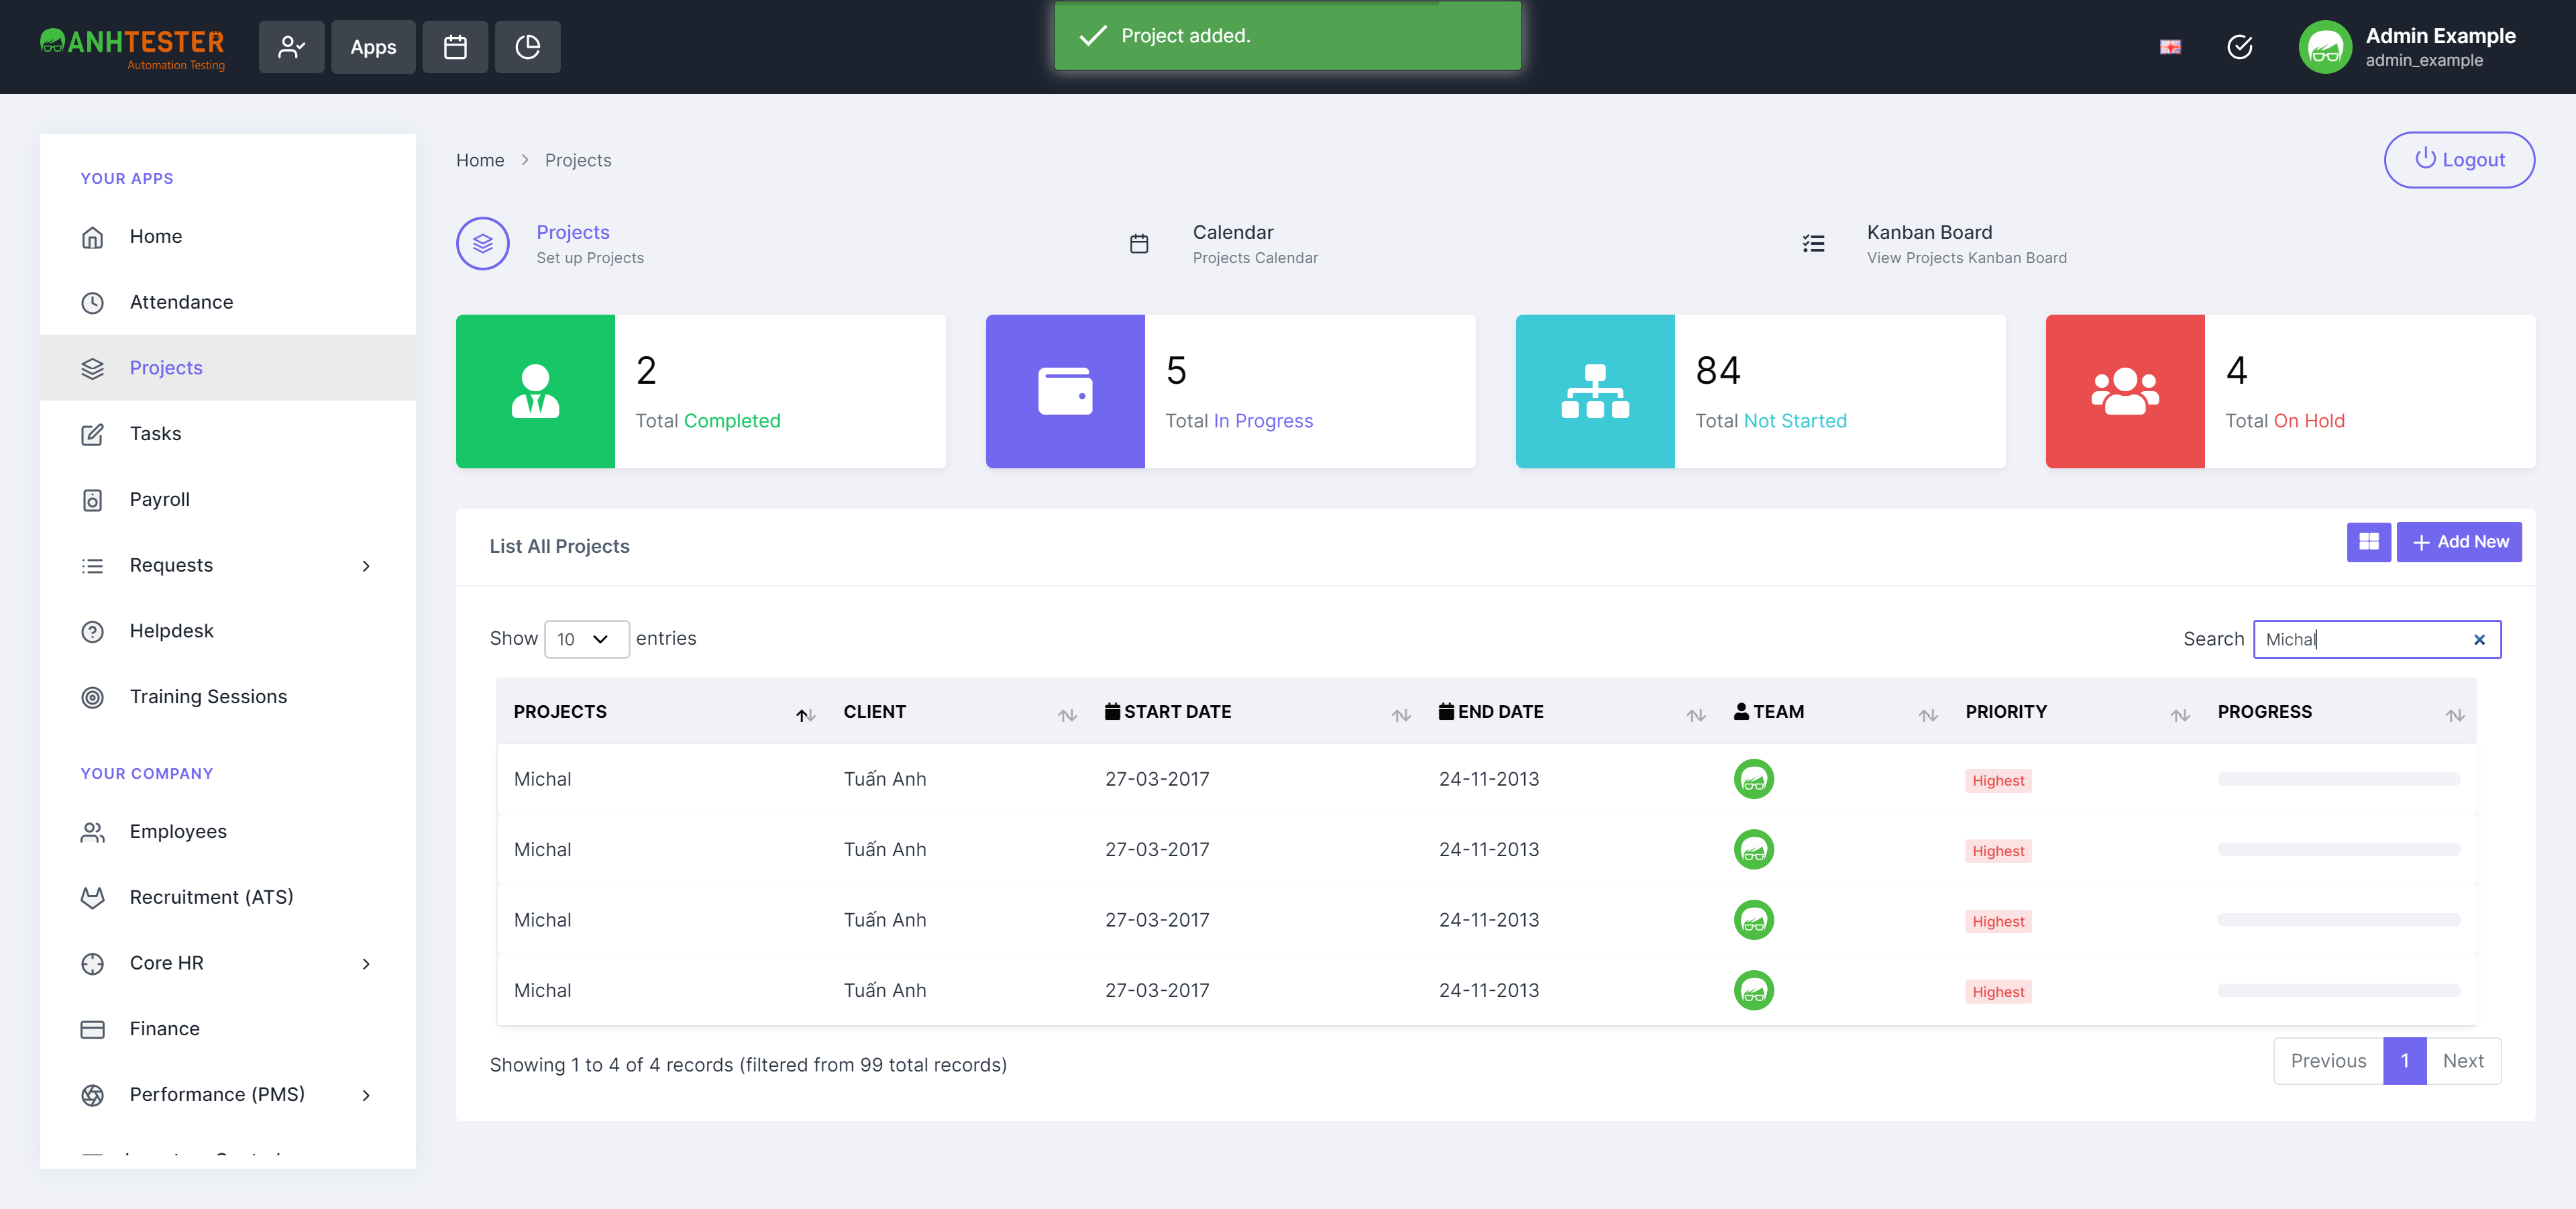 ANHTESTER
Automation Testing
Apps
Project added.
Admin Example
admin_example
YOUR APPS
Home
Attendance
Projects
Tasks
Payroll
Requests
Helpdesk
Training Sessions
YOUR COMPANY
Employees
Recruitment (ATS)
Core HR
Finance
Performance (PMS)
Home > Projects
Logout
Projects
Set up Projects
Calendar
Projects Calendar
Kanban Board
View Projects Kanban Board
2
Total Completed
5
Total In Progress
84
Total Not Started
4
Total On Hold
List All Projects
Add New
Show 10 entries
Search Michal
PROJECTS CLIENT START DATE END DATE TEAM PRIORITY PROGRESS
Michal Tuấn Anh 27-03-2017 24-11-2013 Highest
Michal Tuấn Anh 27-03-2017 24-11-2013 Highest
Michal Tuấn Anh 27-03-2017 24-11-2013 Highest
Michal Tuấn Anh 27-03-2017 24-11-2013 Highest
Showing 1 to 4 of 4 records (filtered from 99 total records)
Previous 1 Next